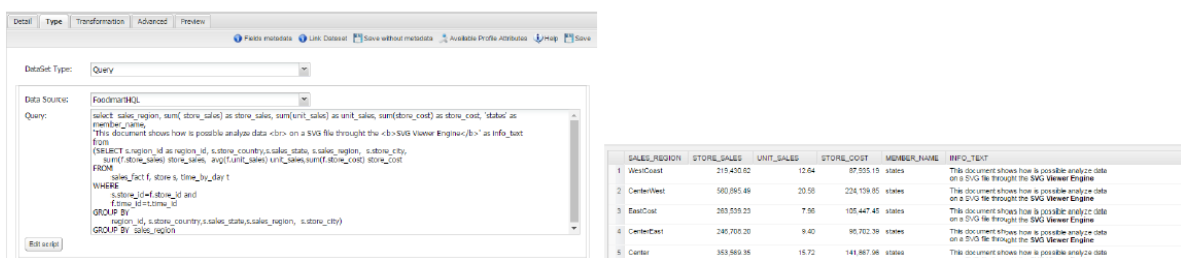 Detail Type Transformation Advanced Preview
Fields metadata Link Dataset Save without metadata Available Profile Attributes Help Save
DataSet Type: Query
Data Source: FoodmartHQL
Query: select sales_region, sum( store_sales) as store_sales, sum(unit_sales) as unit_sales, sum(store_cost) as store_cost, 'states' as
member_name,
'This document shows how is possible analyze data <br> on a SVG file throught the <b>SVG Viewer Engine</b>' as info_text
from
(SELECT s.region_id as region_id, s.store_country,s.sales_state, s.sales_region, s.store_city,
sum(f.store_sales) store_sales, avg(f.unit_sales) unit_sales,sum(f.store_cost) store_cost
FROM
sales_fact f, store s, time_by_day t
WHERE
s.store_id=f.store_id and
f.time_id=t.time_id
GROUP BY
region_id, s.store_country,s.sales_state,s.sales_region, s.store_city)
GROUP BY sales_region
Edit script
SALES_REGION STORE_SALES UNIT_SALES STORE_COST MEMBER_NAME INFO_TEXT
1 WestCoast 219,430.62 12.64 87,935.19 states This document shows how is possible analyze data
on a SVG file throught the SVG Viewer Engine
2 CenterWest 560,895.49 20.58 224,139.85 states This document shows how is possible analyze data
on a SVG file throught the SVG Viewer Engine
3 EastCost 263,539.23 7.96 105,447.45 states This document shows how is possible analyze data
on a SVG file throught the SVG Viewer Engine
4 CenterEast 246,706.20 9.40 98,702.39 states This document shows how is possible analyze data
on a SVG file throught the SVG Viewer Engine
5 Center 353,569.35 15.72 141,867.96 states This document shows how is possible analyze data